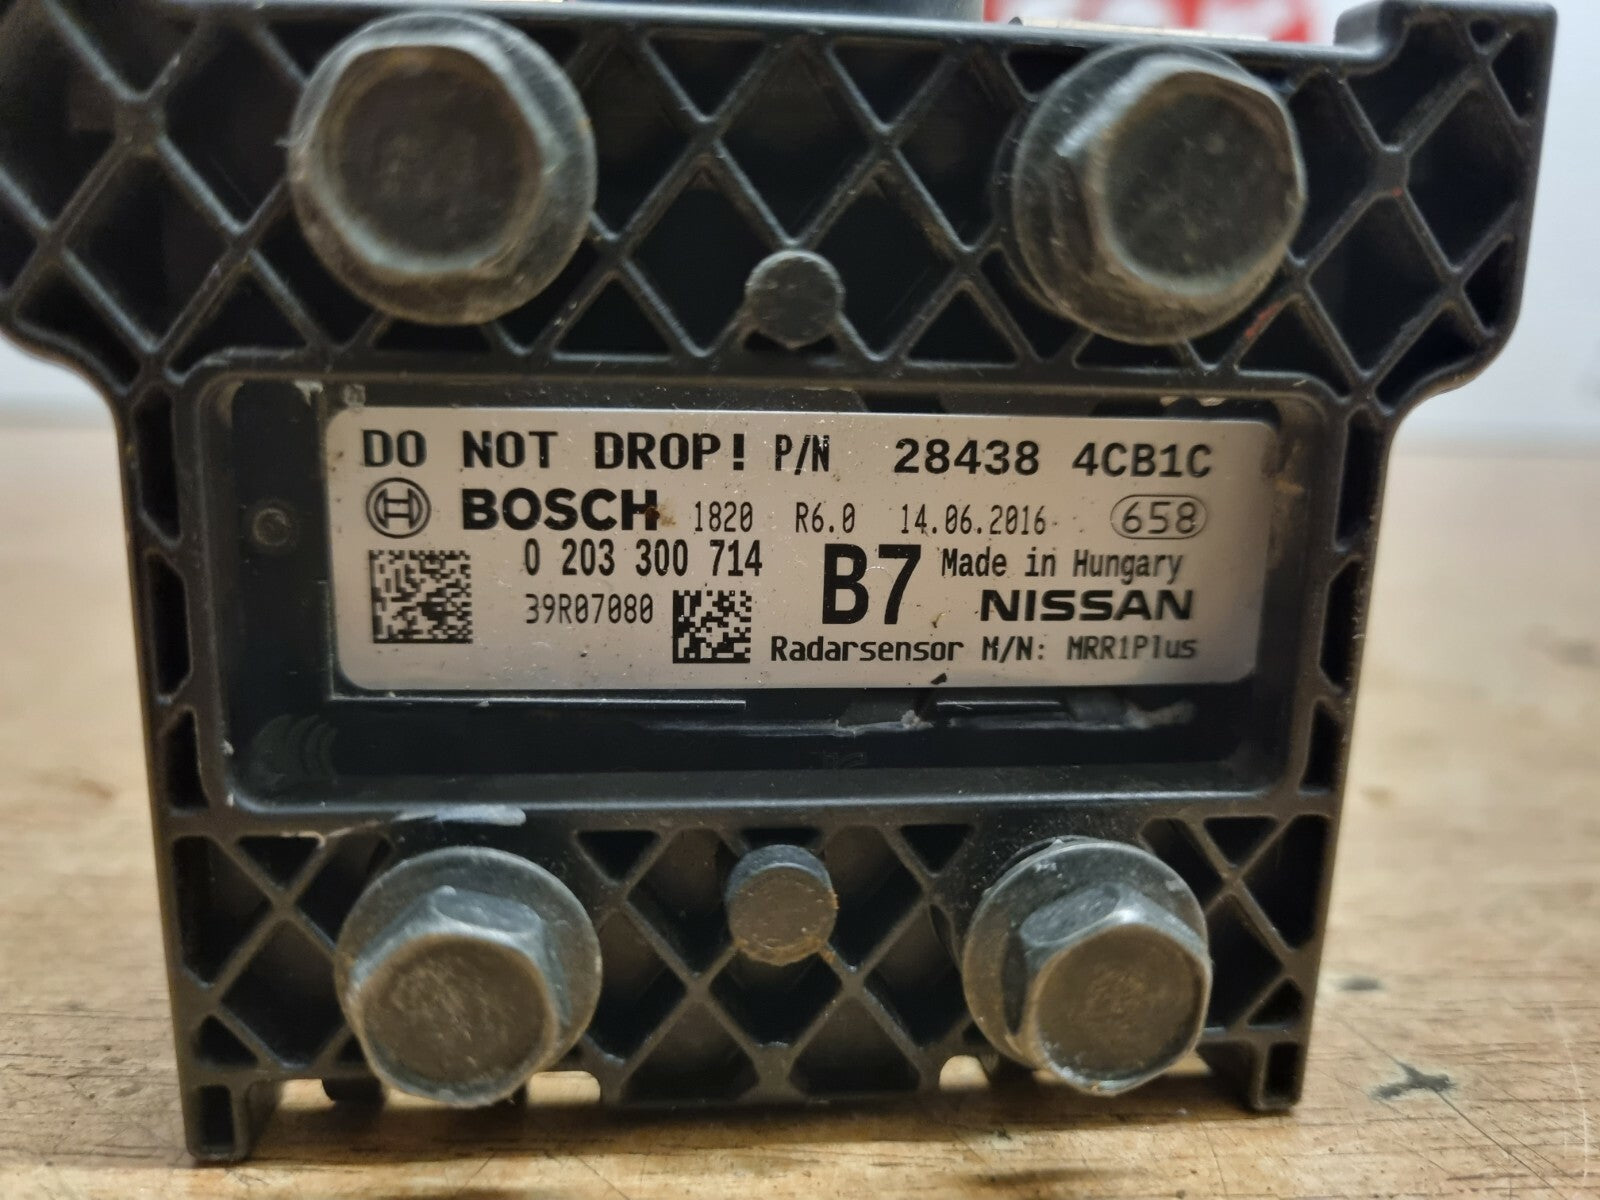 DO NOT DROP! P/N 28438 4CB1C
BOSCH 1820 R6.0 14.06.2016 658
0 203 300 714 B7 Made in Hungary
39R07080 NISSAN
Radarsensor M/N: MRR1Plus